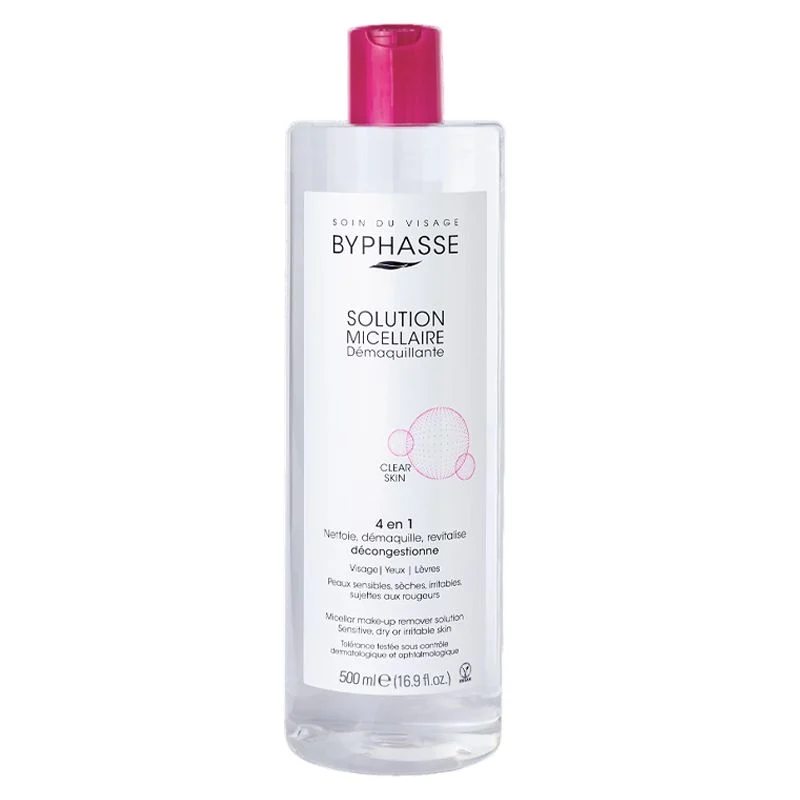 SOIN DU VISAGE
BYPHASSE
SOLUTION
MICELLAIRE
Démaquillante
CLEAR
SKIN
4 en 1
Nettoie, démaquille, revitalise
décongestionne
Visage | Yeux | Lèvres
Peaux sensibles, sèches, irritables,
sujettes aux rougeurs
Micellar make-up remover solution
Sensitive, dry or irritable skin
Tolérance testée sous contrôle
dermatologique et ophtalmologique
500 ml e (16.9 fl.oz.)
VEGAN